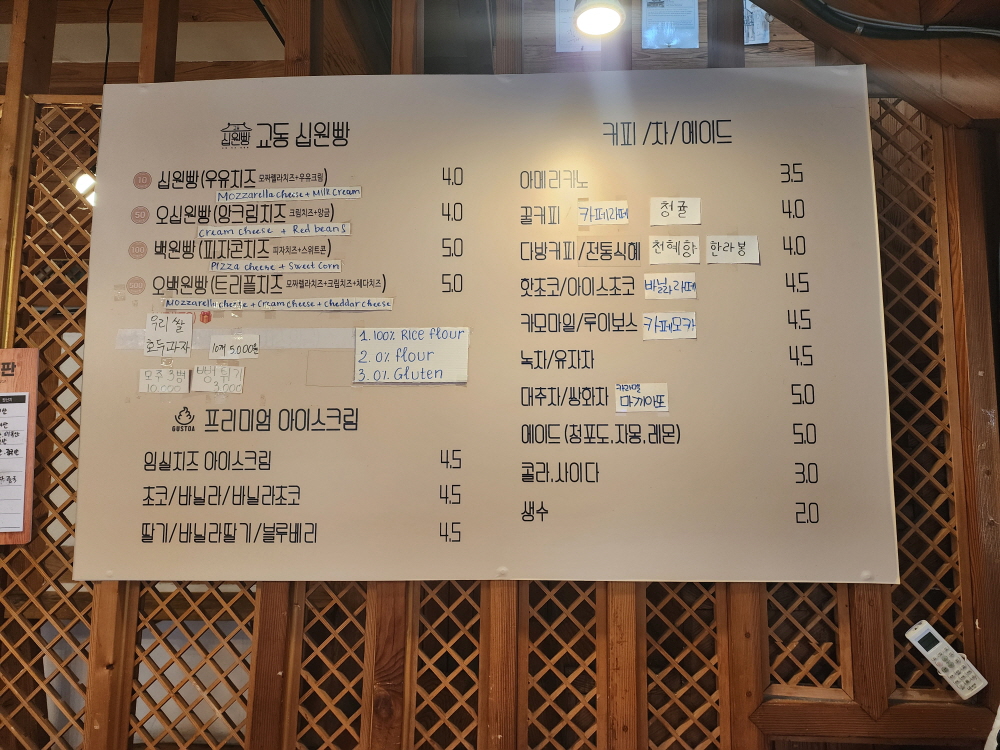 십원빵 교동 십원빵
10 십원빵(우유치즈 모짜렐라치즈+우유크림) 4.0
Mozzarella cheese + Milk cream
50 오십원빵(앙크림치즈 크림치즈+앙금) 4.0
cream cheese + Red beans
100 백원빵(피자콘치즈 피자치즈+스위트콘) 5.0
Pizza cheese + Sweet corn
500 오백원빵(트리플치즈 모짜렐라치즈+크림치즈+체다치즈) 5.0
Mozzarella cheese + Cream cheese + cheddar cheese
우리 쌀
호두과자 10개 5,000원
모주 3병
10,000
뻥 튀기
3,000
1. 100% Rice flour
2. 0% flour
3. 0% Gluten
GUSTOA 프리미엄 아이스크림
임실치즈 아이스크림 4.5
초코/바닐라/바닐라초코 4.5
딸기/바닐라딸기/블루베리 4.5
커피 /차/에이드
아메리카노 3.5
꿀커피 카페라떼 청귤 4.0
다방커피/전통식혜 천혜향 한라봉 4.0
핫초코/아이스초코 바닐라라떼 4.5
카모마일/루이보스 카페모카 4.5
녹차/유자차 4.5
대추차/쌍화차 카라멜 마끼아또 5.0
에이드(청포도,자몽,레몬) 5.0
콜라,사이다 3.0
생수 2.0
판